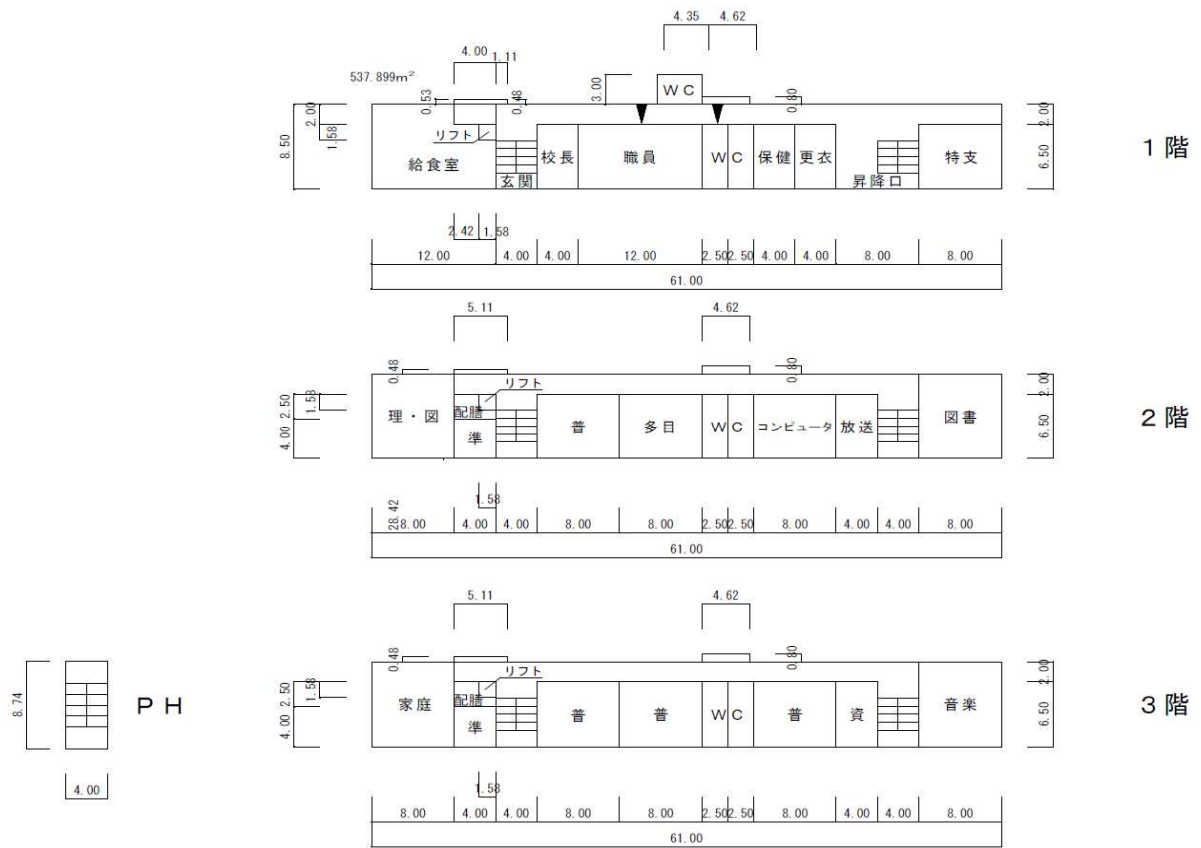 4.35 4.62
4.00 1.11
537.899m²
0.53 0.48 3.00 WC 0.80
8.50 2.00 1.58 リフト 2.00 6.50
給食室 玄関 校長 職員 WC 保健 更衣 昇降口 特支
1階
2.42 1.58
12.00 4.00 4.00 12.00 2.50 2.50 4.00 4.00 8.00 8.00
61.00
5.11 4.62
0.48 0.80
リフト
2.50 1.58 4.00 2.00 6.50
理・図 配膳 準 普 多目 WC コンピュータ 放送 図書
2階
1.58
28.42
8.00 4.00 4.00 8.00 8.00 2.50 2.50 8.00 4.00 4.00 8.00
61.00
5.11 4.62
0.48 0.80
リフト
8.74 PH
2.50 1.58 4.00 2.00 6.50
家庭 配膳 準 普 普 WC 普 資 音楽
3階
4.00
1.58
8.00 4.00 4.00 8.00 8.00 2.50 2.50 8.00 4.00 4.00 8.00
61.00